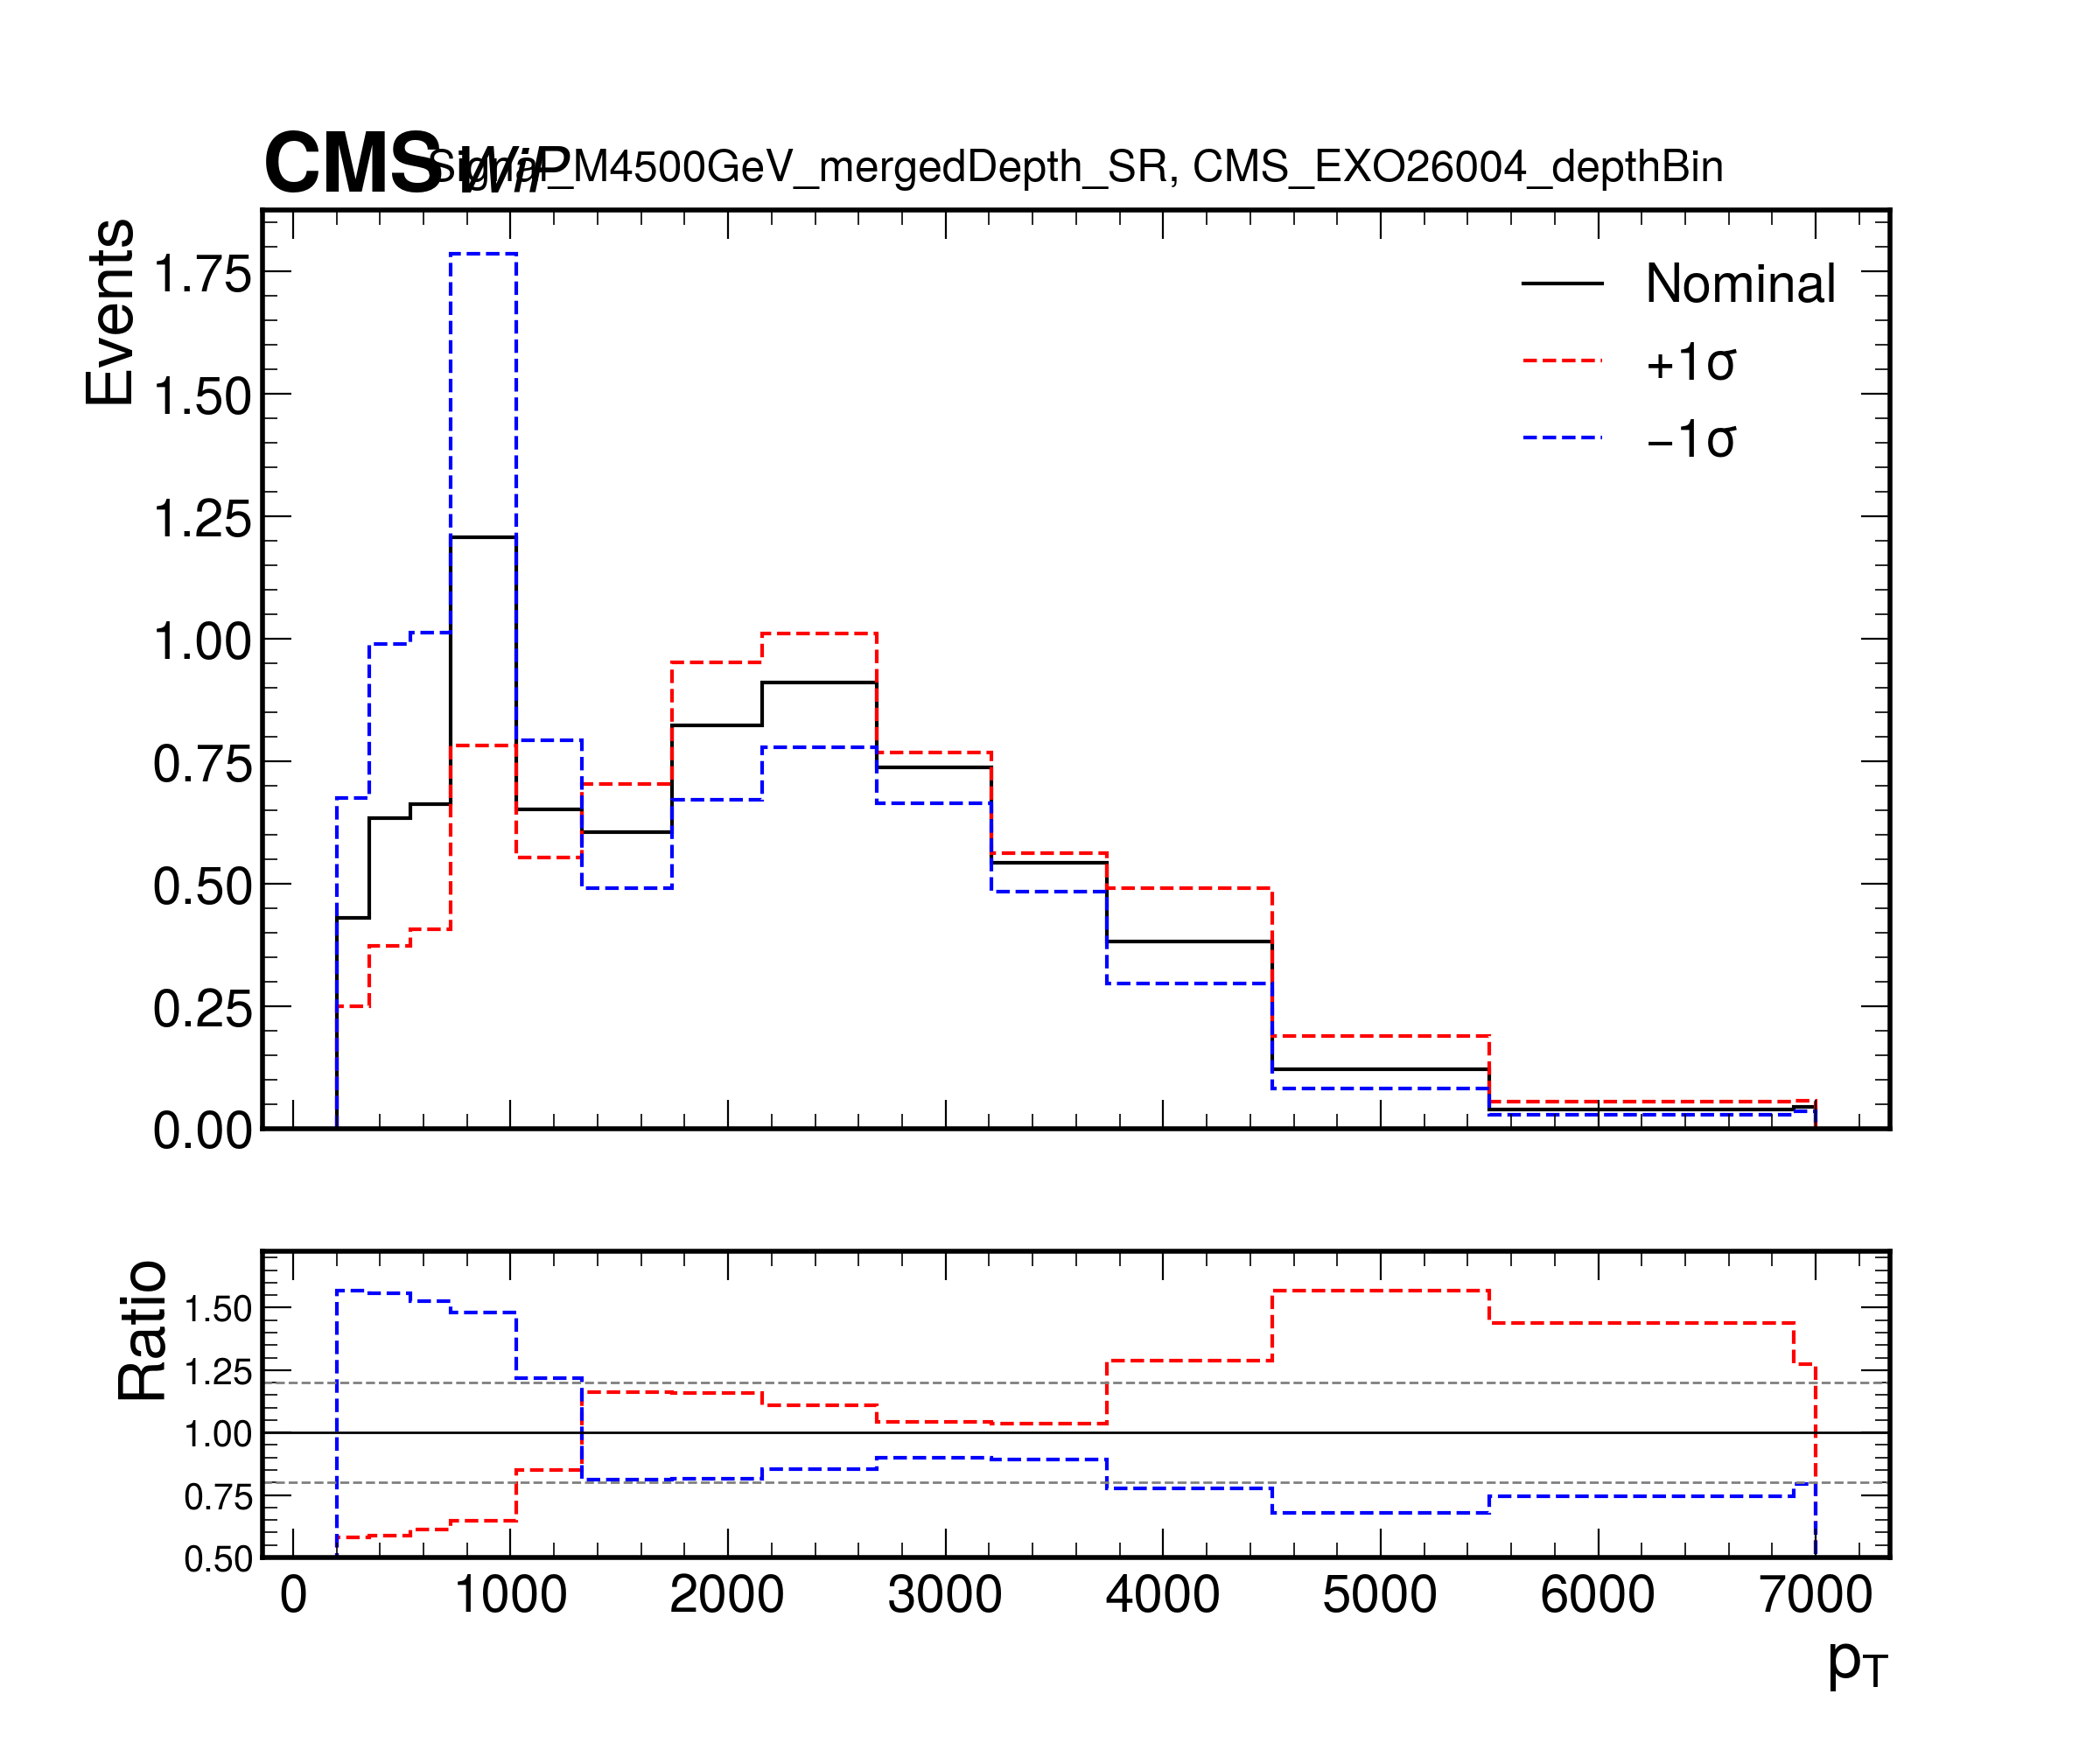 CMS WiP
Signal_M4500GeV_mergedDepth_SR, CMS_EXO26004_depthBin
Events
1.75
1.50
1.25
1.00
0.75
0.50
0.25
0.00
Nominal
+1σ
−1σ
Ratio
1.50
1.25
1.00
0.75
0.50
0 1000 2000 3000 4000 5000 6000 7000
pT